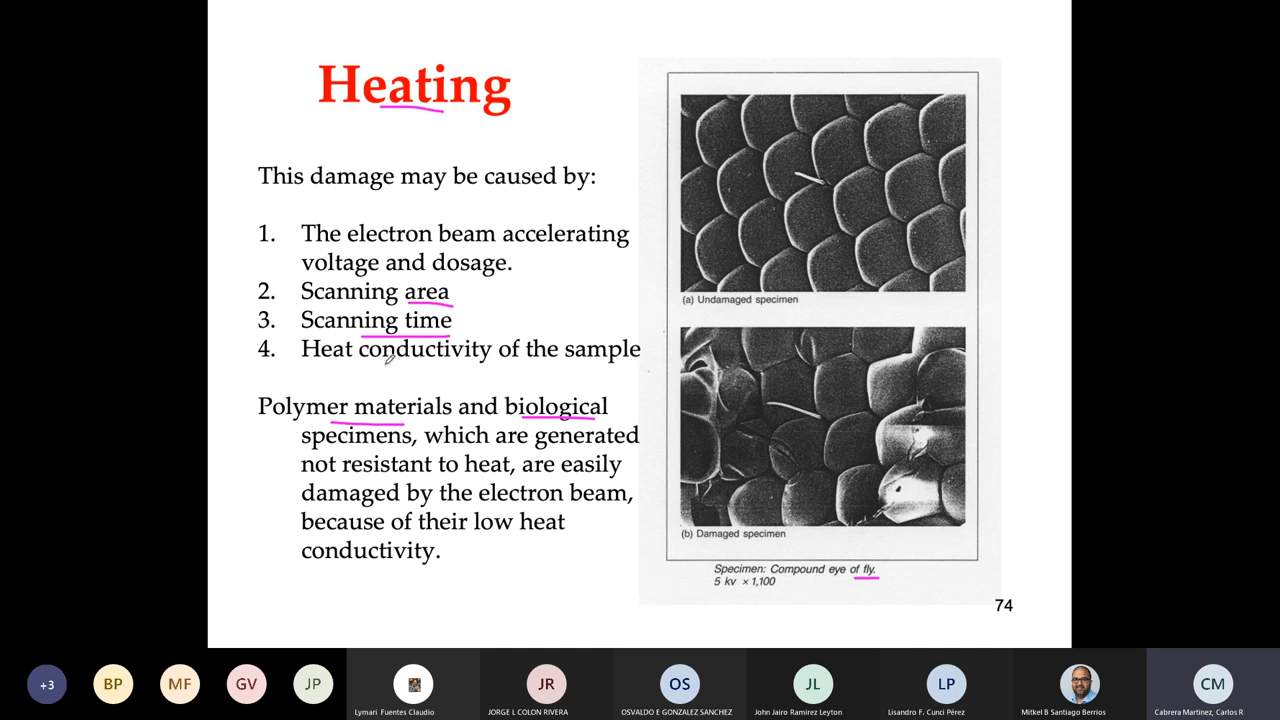 Heating
This damage may be caused by:
1. The electron beam accelerating
voltage and dosage.
2. Scanning area
3. Scanning time
4. Heat conductivity of the sample
Polymer materials and biological
specimens, which are generated
not resistant to heat, are easily
damaged by the electron beam,
because of their low heat
conductivity.
(a) Undamaged specimen
(b) Damaged specimen
Specimen: Compound eye of fly.
5 kv × 1,100
74
+3
BP
MF
GV
JP
Lymari Fuentes Claudio
JR
JORGE L COLON RIVERA
OS
OSVALDO E GONZALEZ SANCHEZ
JL
John Jairo Ramirez Leyton
LP
Lisandro F. Cunci Pérez
Mitkel B Santiago Berrios
CM
Cabrera Martinez, Carlos R